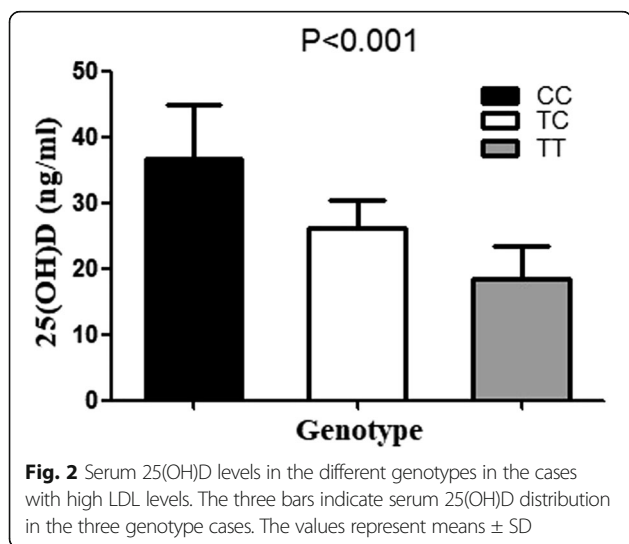 P<0.001
50
40
30
20
10
0
25(OH)D (ng/ml)
CC
TC
TT
Genotype
Fig. 2 Serum 25(OH)D levels in the different genotypes in the cases
with high LDL levels. The three bars indicate serum 25(OH)D distribution
in the three genotype cases. The values represent means ± SD